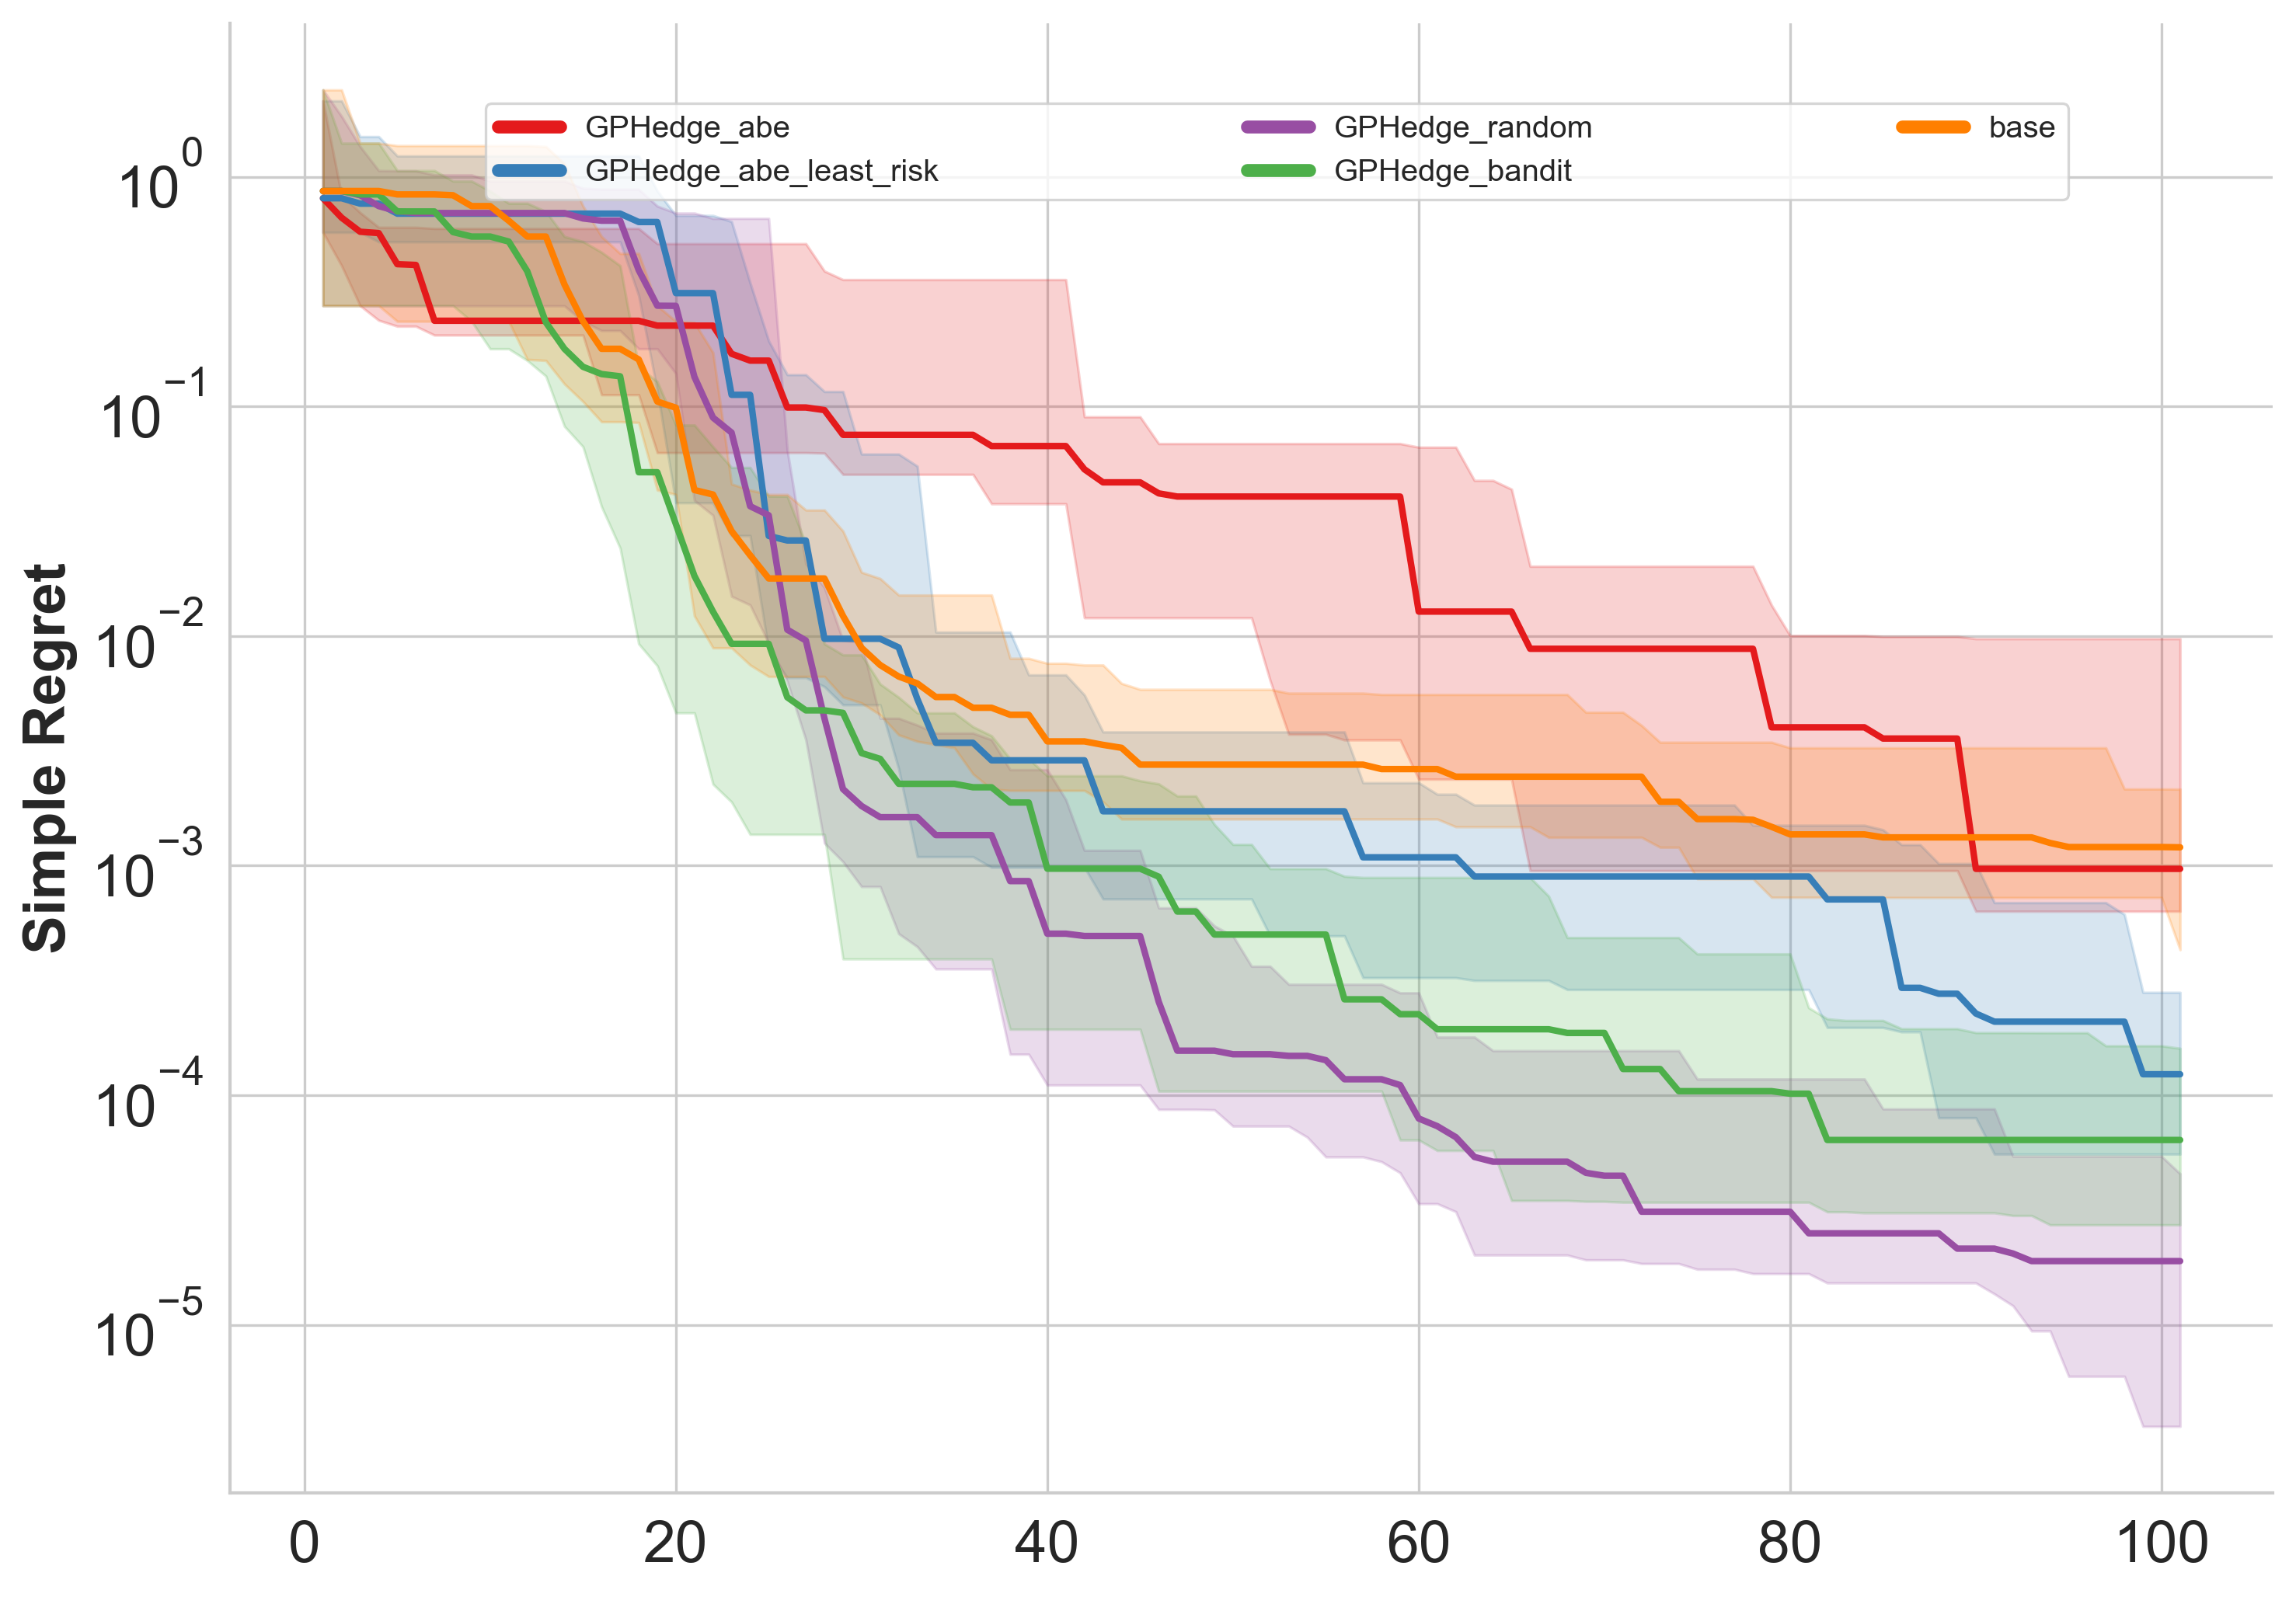 GPHedge_abe
GPHedge_abe_least_risk
GPHedge_random
GPHedge_bandit
base
Simple Regret
10^0
10^−1
10^−2
10^−3
10^−4
10^−5
0 20 40 60 80 100